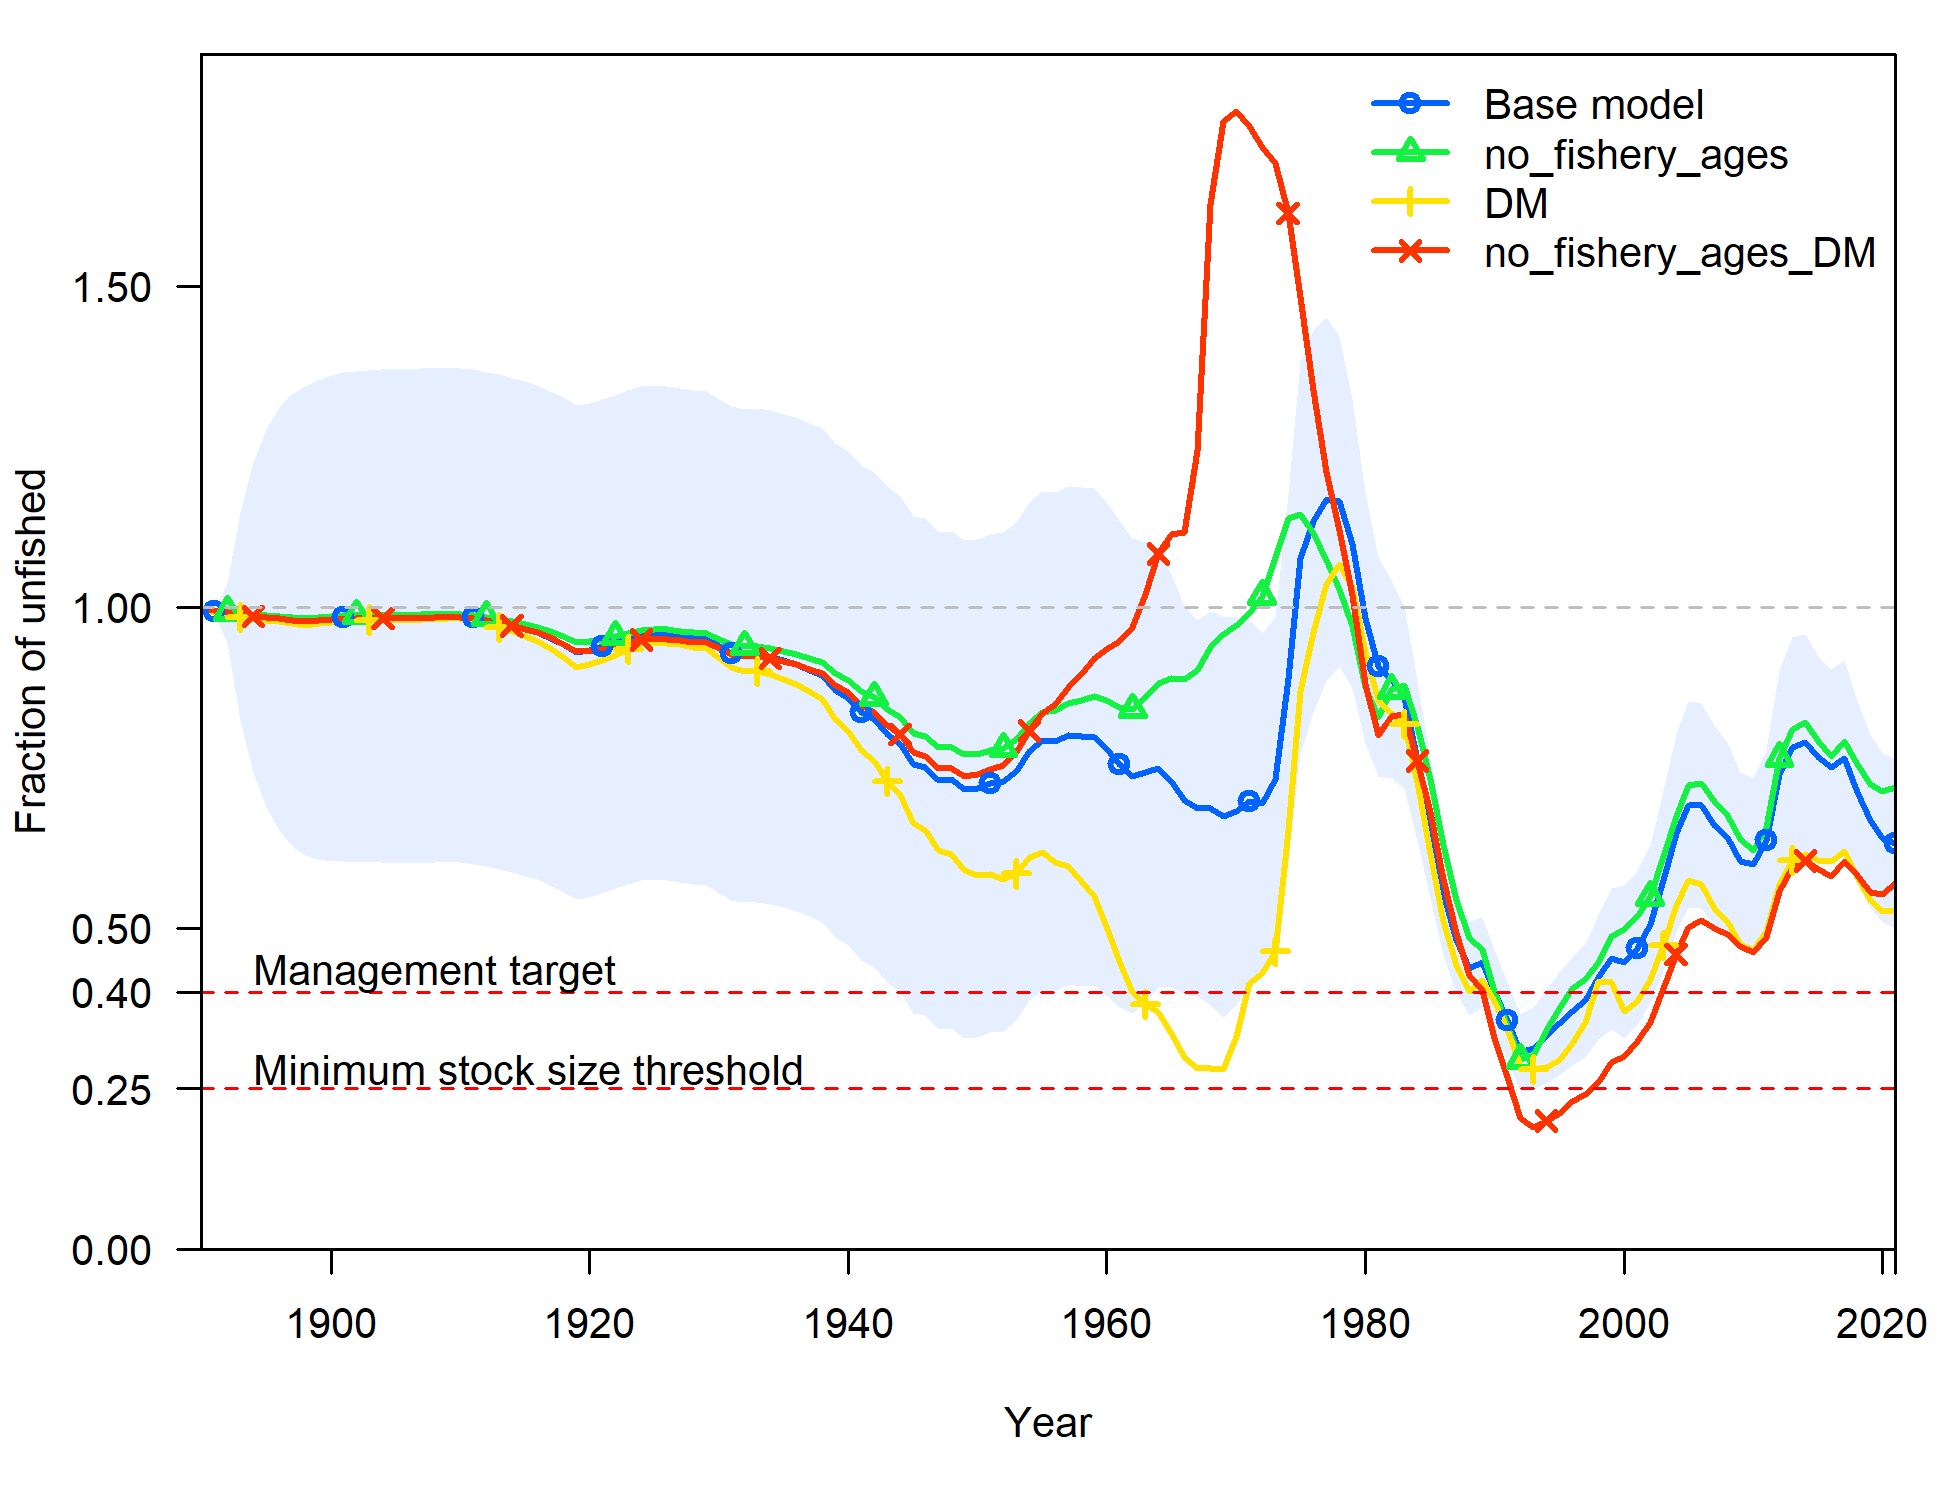 Base model
no_fishery_ages
DM
no_fishery_ages_DM
Fraction of unfished
1.50
1.00
0.50
0.40
0.25
0.00
Management target
Minimum stock size threshold
1900 1920 1940 1960 1980 2000 2020
Year